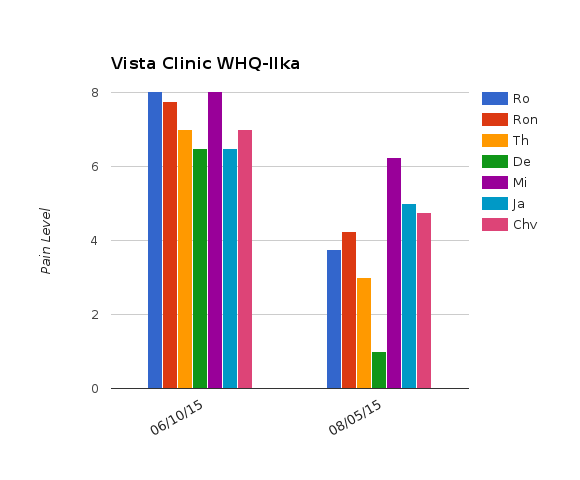 Vista Clinic WHQ-IIka
8
6
4
2
0
Pain Level
06/10/15
08/05/15
Ro
Ron
Th
De
Mi
Ja
Chv